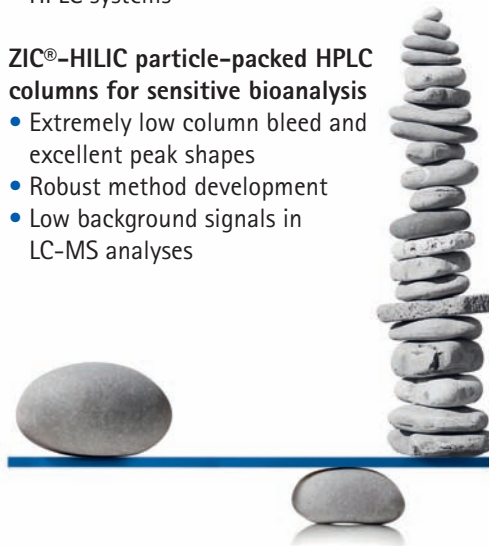 HPLC systems
ZIC®-HILIC particle-packed HPLC
columns for sensitive bioanalysis
• Extremely low column bleed and
excellent peak shapes
• Robust method development
• Low background signals in
LC-MS analyses